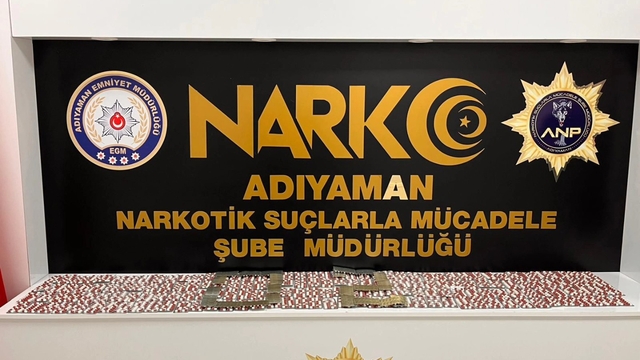 ADIYAMAN EMNİYET MÜDÜRLÜĞÜ
EGM
NARKO
ANP
ADIYAMAN
NARKOTİK SUÇLARLA MÜCADELE
ŞUBE MÜDÜRLÜĞÜ